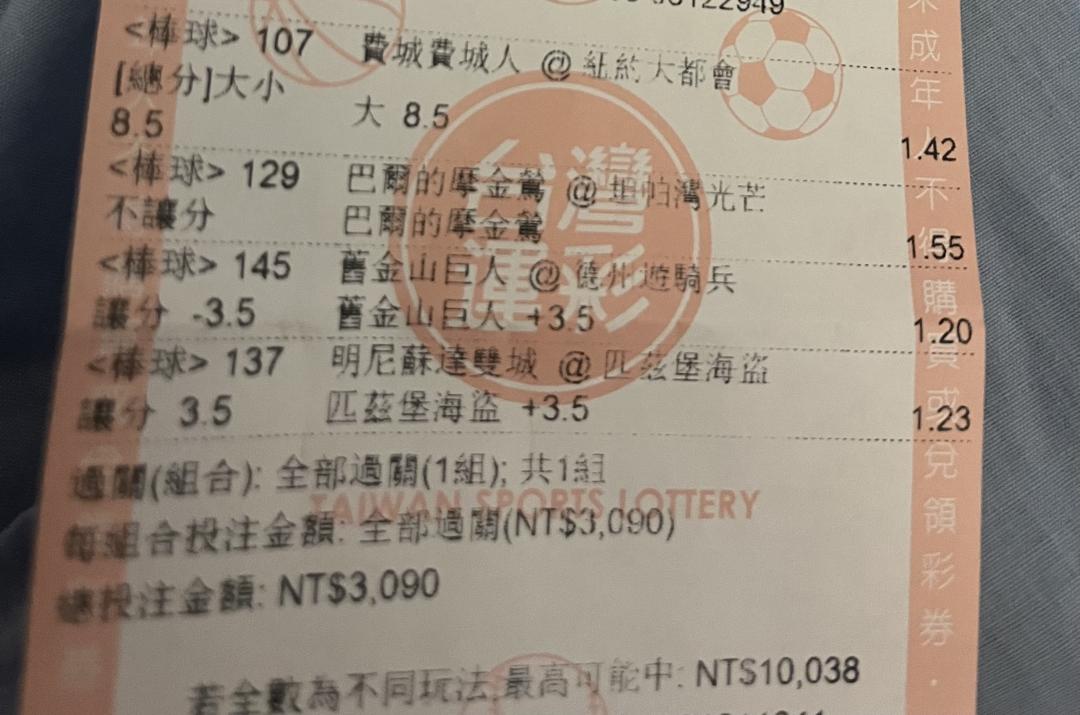 <棒球> 107 費城費城人 @ 紐約大都會
[總分]大小
8.5 大 8.5 1.42
<棒球> 129 巴爾的摩金鶯 @ 坦帕灣光芒
不讓分 巴爾的摩金鶯 1.55
<棒球> 145 舊金山巨人 @ 德州遊騎兵
讓分 -3.5 舊金山巨人 +3.5 1.20
<棒球> 137 明尼蘇達雙城 @ 匹茲堡海盜
讓分 3.5 匹茲堡海盜 +3.5 1.23
過關(組合): 全部過關(1組); 共1組
TAIWAN SPORTS LOTTERY
每組合投注金額: 全部過關(NT$3,090)
總投注金額: NT$3,090
若全數為不同玩法,最高可能中: NT$10,038
台灣運彩
未成年人不得購買或兌領彩券.